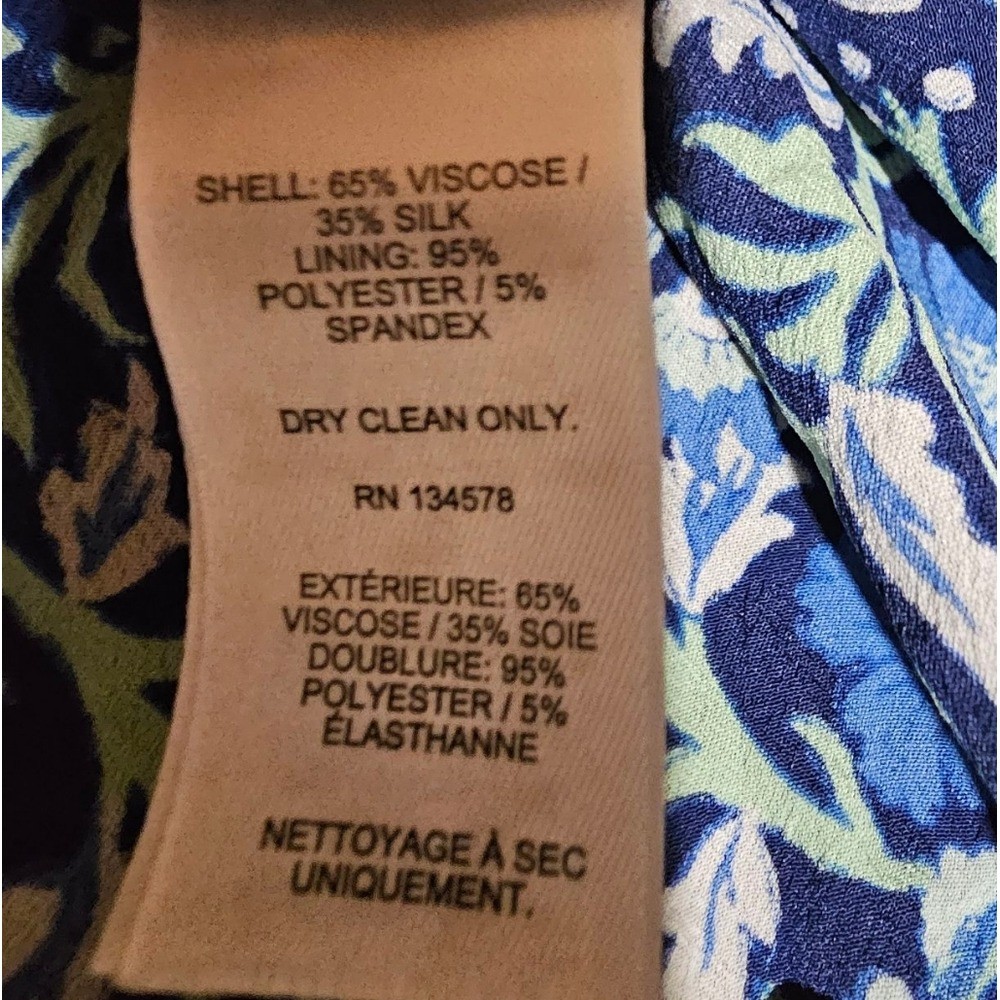 SHELL: 65% VISCOSE /
35% SILK
LINING: 95%
POLYESTER / 5%
SPANDEX
DRY CLEAN ONLY.
RN 134578
EXTÉRIEURE: 65%
VISCOSE / 35% SOIE
DOUBLURE: 95%
POLYESTER / 5%
ÉLASTHANNE
NETTOYAGE À SEC
UNIQUEMENT.